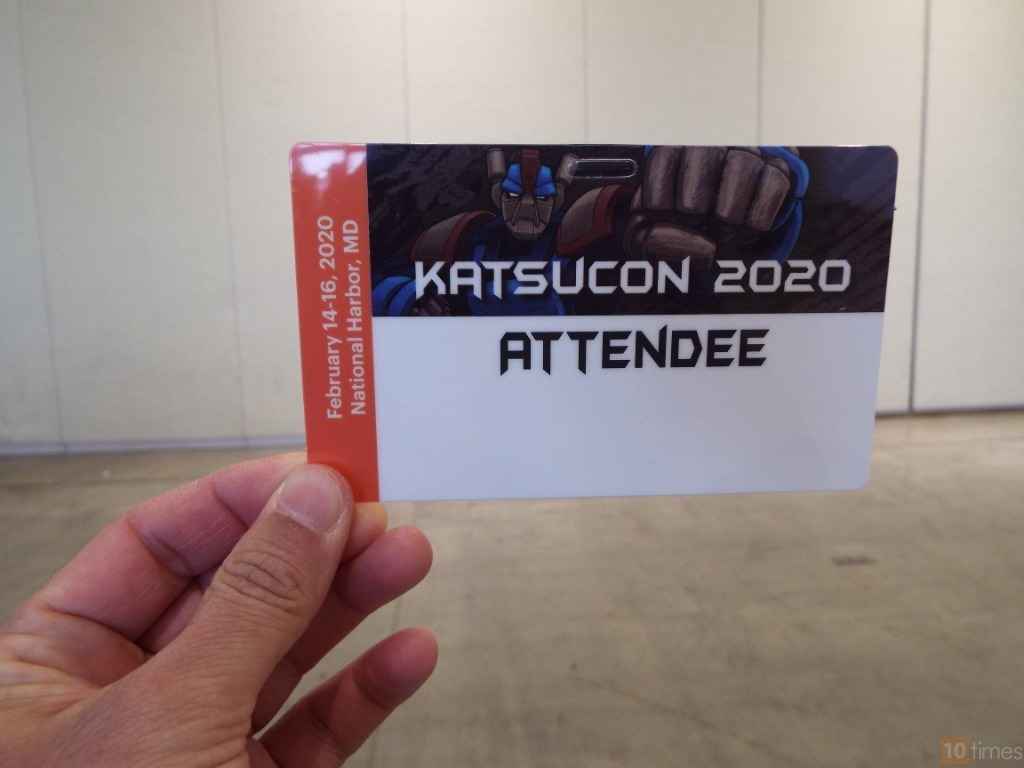 February 14-16, 2020
National Harbor, MD
KATSUCON 2020
ATTENDEE
10times